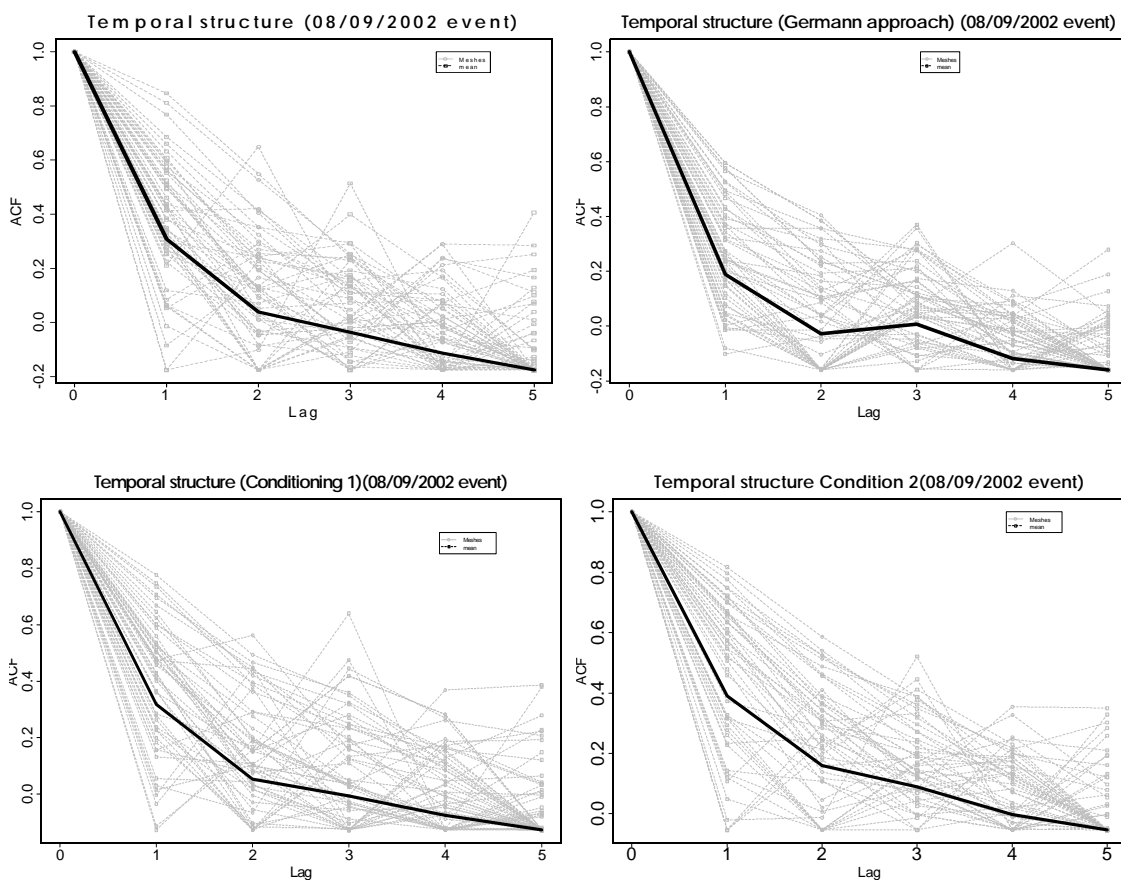 Temporal structure (08/09/2002 event)
Meshes
mean
ACF
1.0
0.8
0.6
0.4
0.2
0.0
-0.2
0 1 2 3 4 5
Lag
Temporal structure (Germann approach) (08/09/2002 event)
Meshes
mean
ACF
1.0
0.8
0.6
0.4
0.2
0.0
-0.2
0 1 2 3 4 5
Lag
Temporal structure (Conditioning 1)(08/09/2002 event)
Meshes
mean
ACF
1.0
0.8
0.6
0.4
0.2
0.0
0 1 2 3 4 5
Lag
Temporal structure Condition 2(08/09/2002 event)
Meshes
mean
ACF
1.0
0.8
0.6
0.4
0.2
0.0
0 1 2 3 4 5
Lag